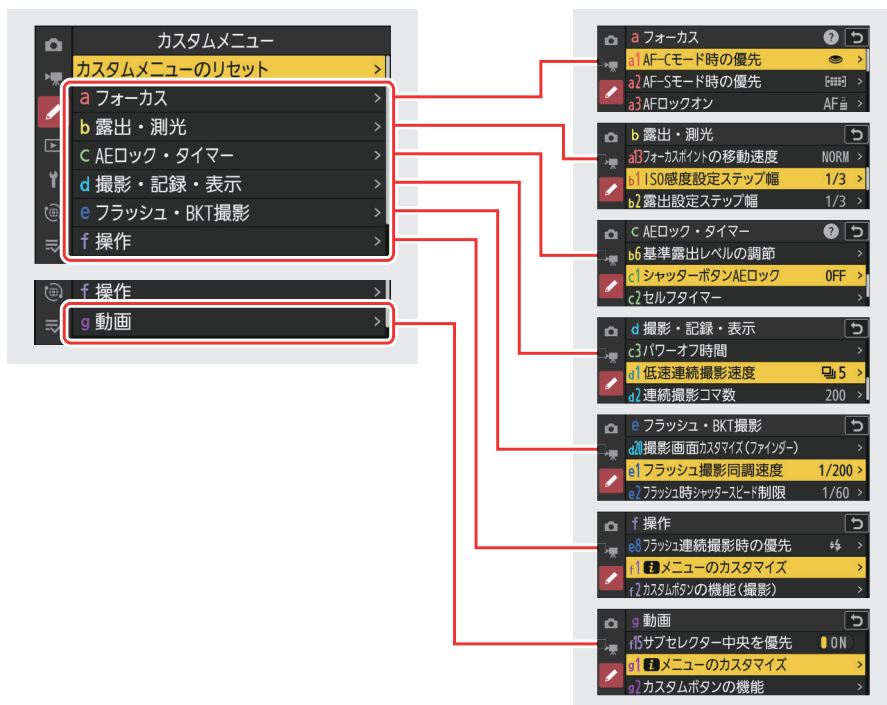 カスタムメニュー
カスタムメニューのリセット
a フォーカス
b 露出・測光
c AEロック・タイマー
d 撮影・記録・表示
e フラッシュ・BKT撮影
f 操作
f 操作
g 動画
a フォーカス
a1 AF-Cモード時の優先
a2 AF-Sモード時の優先
a3 AFロックオン AF
b 露出・測光
a13 フォーカスポイントの移動速度 NORM
b1 ISO感度設定ステップ幅 1/3
b2 露出設定ステップ幅 1/3
c AEロック・タイマー
b6 基準露出レベルの調節
c1 シャッターボタンAEロック OFF
c2 セルフタイマー
d 撮影・記録・表示
c3 パワーオフ時間
d1 低速連続撮影速度 5
d2 連続撮影コマ数 200
e フラッシュ・BKT撮影
d20 撮影画面カスタマイズ(ファインダー)
e1 フラッシュ撮影同調速度 1/200
e2 フラッシュ時シャッタースピード制限 1/60
f 操作
e8 フラッシュ連続撮影時の優先
f1 i メニューのカスタマイズ
f2 カスタムボタンの機能(撮影)
g 動画
f15 サブセレクター中央を優先 ON
g1 i メニューのカスタマイズ
g2 カスタムボタンの機能